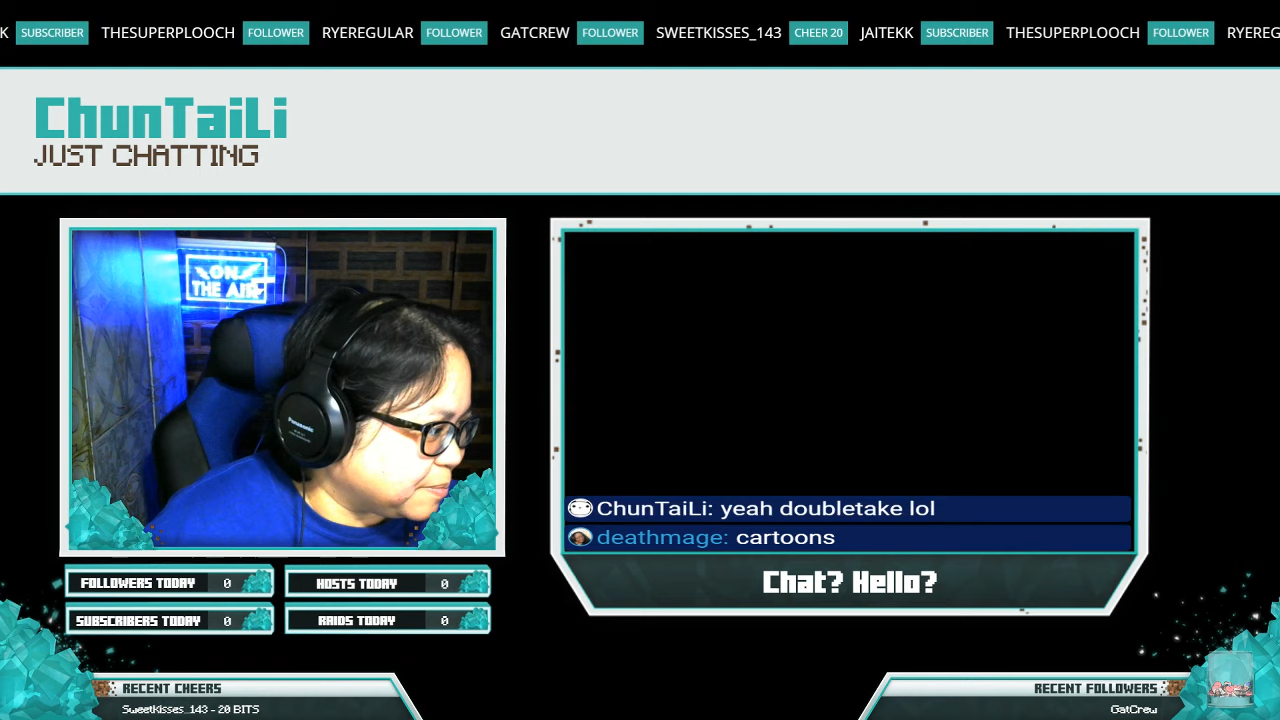 K SUBSCRIBER THESUPERPLOOCH FOLLOWER RYEREGULAR FOLLOWER GATCREW FOLLOWER SWEETKISSES_143 CHEER 20 JAITEKK SUBSCRIBER THESUPERPLOOCH FOLLOWER RYEREG
ChunTaiLi
JUST CHATTING
ON
THE AIR
Panasonic
ChunTaiLi: yeah doubletake lol
deathmage: cartoons
Chat? Hello?
FOLLOWERS TODAY 0
HOSTS TODAY 0
SUBSCRIBERS TODAY 0
RAIDS TODAY 0
RECENT CHEERS
SweetKisses_143 - 20 BITS
RECENT FOLLOWERS
GatCrew